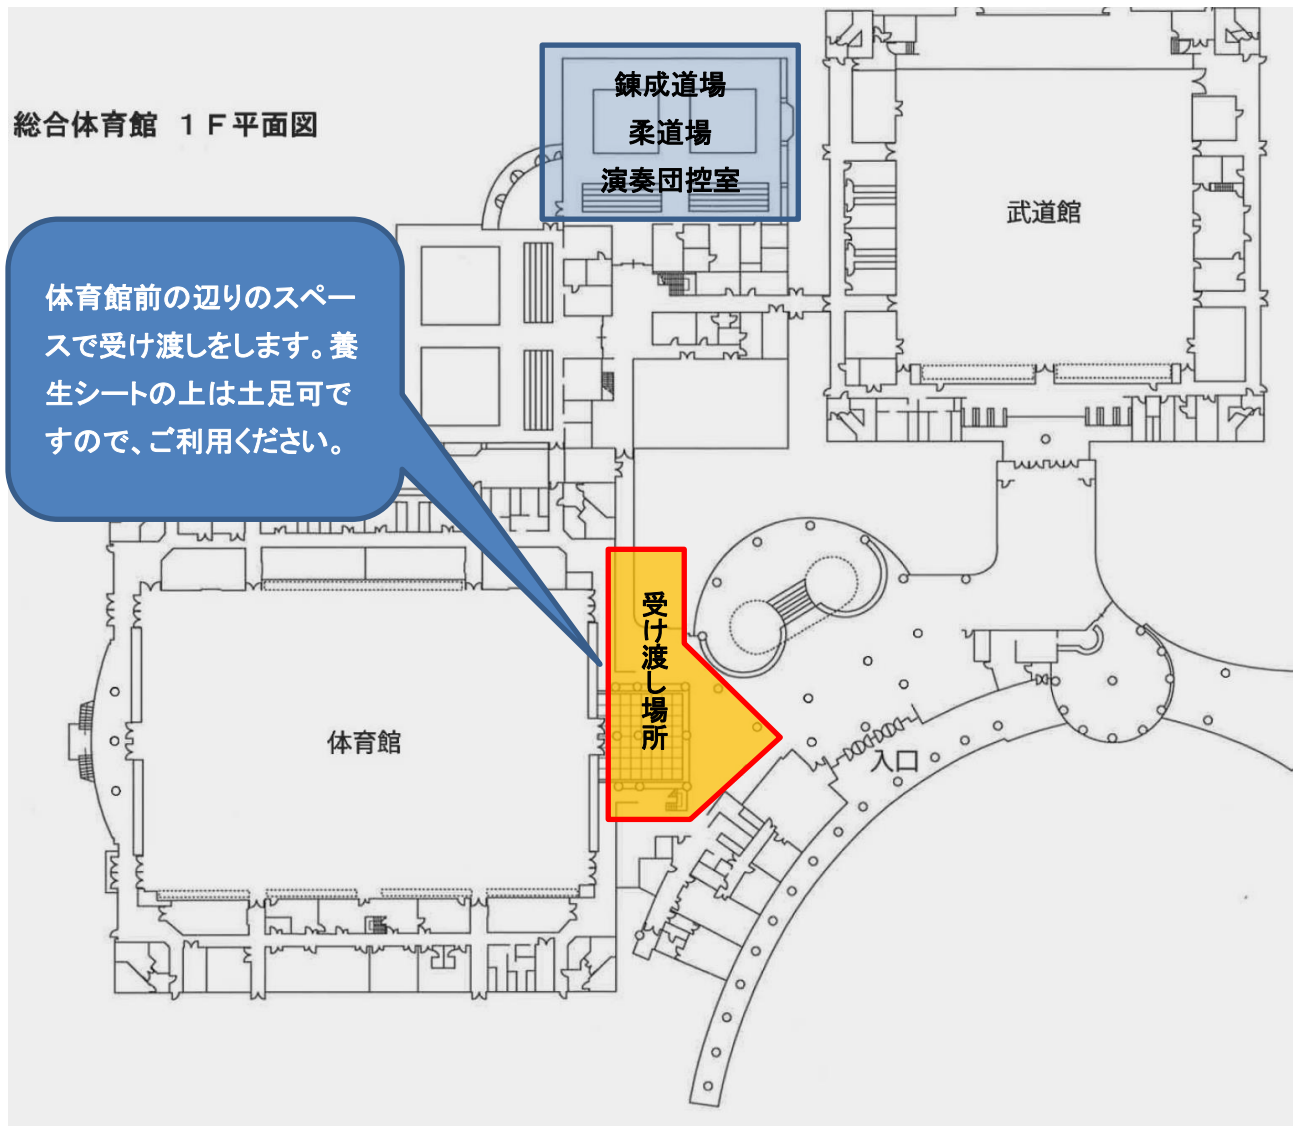 総合体育館 1F平面図
錬成道場
柔道場
演奏団控室
武道館
体育館前の辺りのスペー
スで受け渡しをします。養
生シートの上は土足可で
すので、ご利用ください。
受け渡し場所
体育館
入口